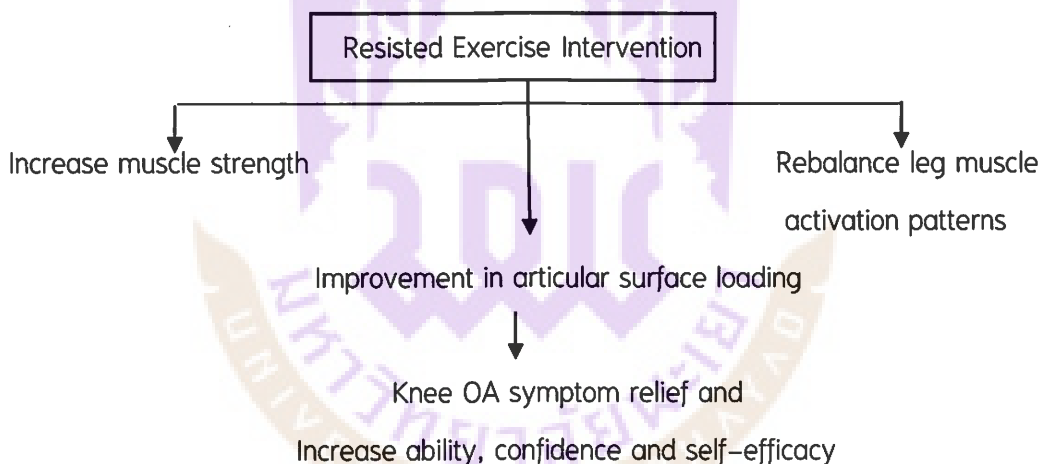 Resisted Exercise Intervention
Increase muscle strength
Rebalance leg muscle
activation patterns
Improvement in articular surface loading
Knee OA symptom relief and
Increase ability, confidence and self-efficacy